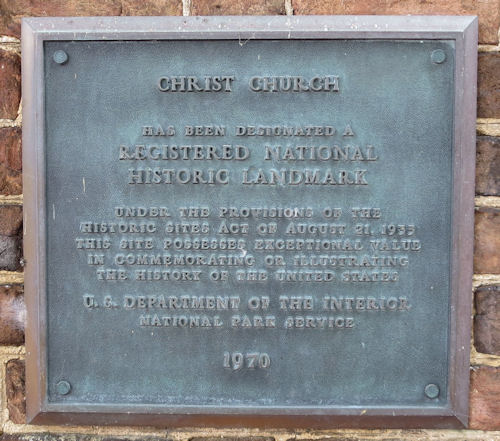 CHRIST CHURCH
HAS BEEN DESIGNATED A
REGISTERED NATIONAL
HISTORIC LANDMARK
UNDER THE PROVISIONS OF THE
HISTORIC SITES ACT OF AUGUST 21, 1935
THIS SITE POSSESSES EXCEPTIONAL VALUE
IN COMMEMORATING OR ILLUSTRATING
THE HISTORY OF THE UNITED STATES
U. S. DEPARTMENT OF THE INTERIOR
NATIONAL PARK SERVICE
1970